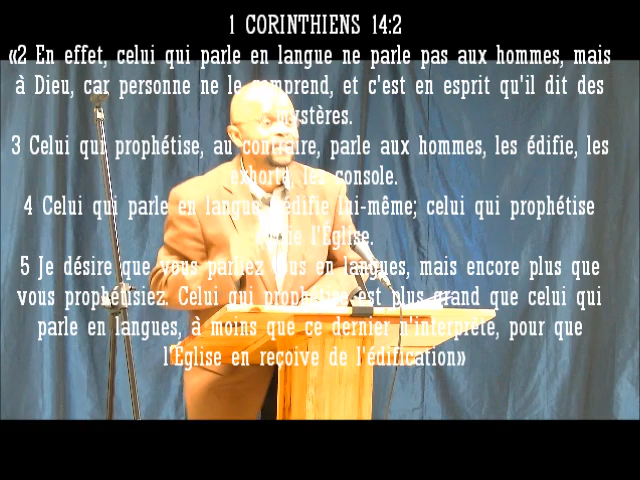 1 CORINTHIENS 14:2
«2 En effet, celui qui parle en langue ne parle pas aux hommes, mais
à Dieu, car personne ne le comprend, et c'est en esprit qu'il dit des
mystères.
3 Celui qui prophétise, au contraire, parle aux hommes, les édifie, les
exhorte, les console.
4 Celui qui parle en langue s'édifie lui-même; celui qui prophétise
édifie l'Église.
5 Je désire que vous parliez tous en langues, mais encore plus que
vous prophétisiez. Celui qui prophétise est plus grand que celui qui
parle en langues, à moins que ce dernier n'interprète, pour que
l'Église en reçoive de l'édification»